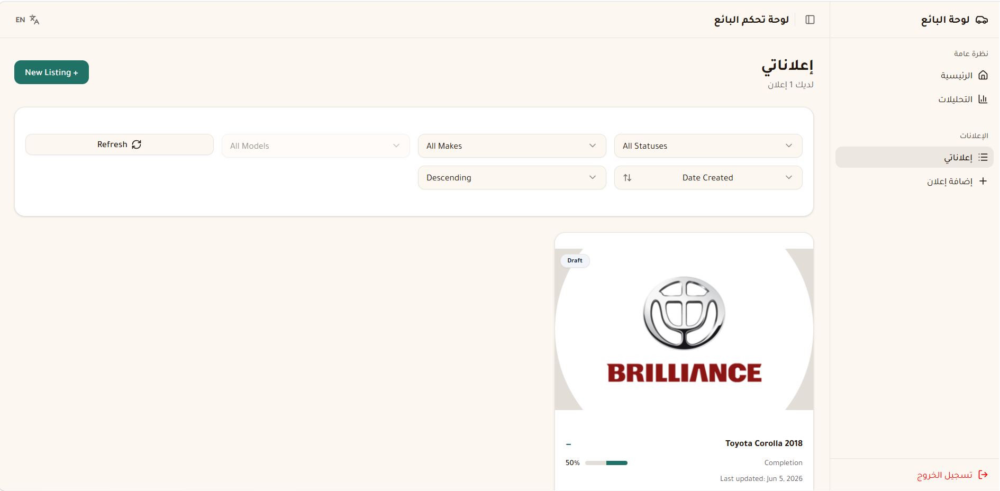 لوحة البائع
نظرة عامة
الرئيسية
التحليلات
الإعلانات
إعلاناتي
إضافة إعلان
تسجيل الخروج
لوحة تحكم البائع
EN
إعلاناتي
لديك 1 إعلان
New Listing +
All Statuses
All Makes
All Models
Refresh
Date Created
Descending
Draft
BRILLIANCE
Toyota Corolla 2018
–
Completion
50%
Last updated: Jun 5, 2026